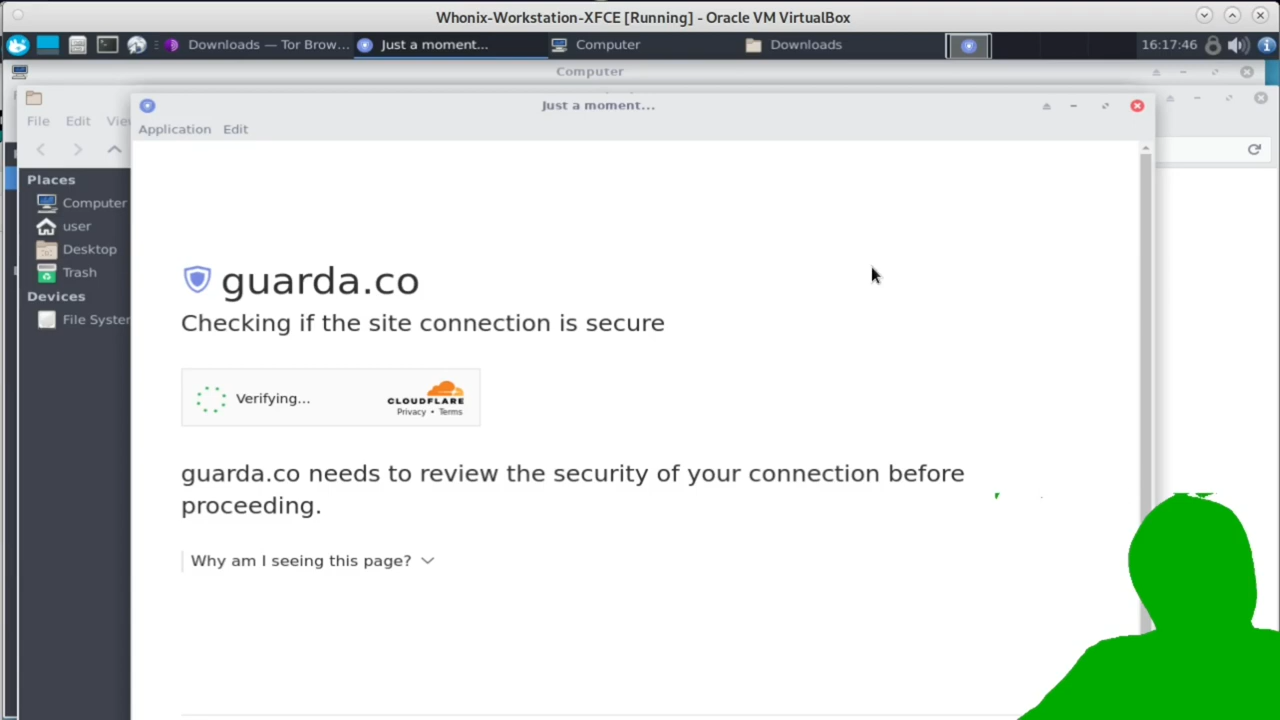 Whonix-Workstation-XFCE [Running] - Oracle VM VirtualBox
Downloads — Tor Brow...
Just a moment...
Computer
Downloads
16:17:46
Computer
File Edit
Just a moment...
Application Edit
Places
Computer
user
Desktop
Trash
Devices
guarda.co
Checking if the site connection is secure
Verifying...
CLOUDFLARE
Privacy • Terms
guarda.co needs to review the security of your connection before
proceeding.
Why am I seeing this page?